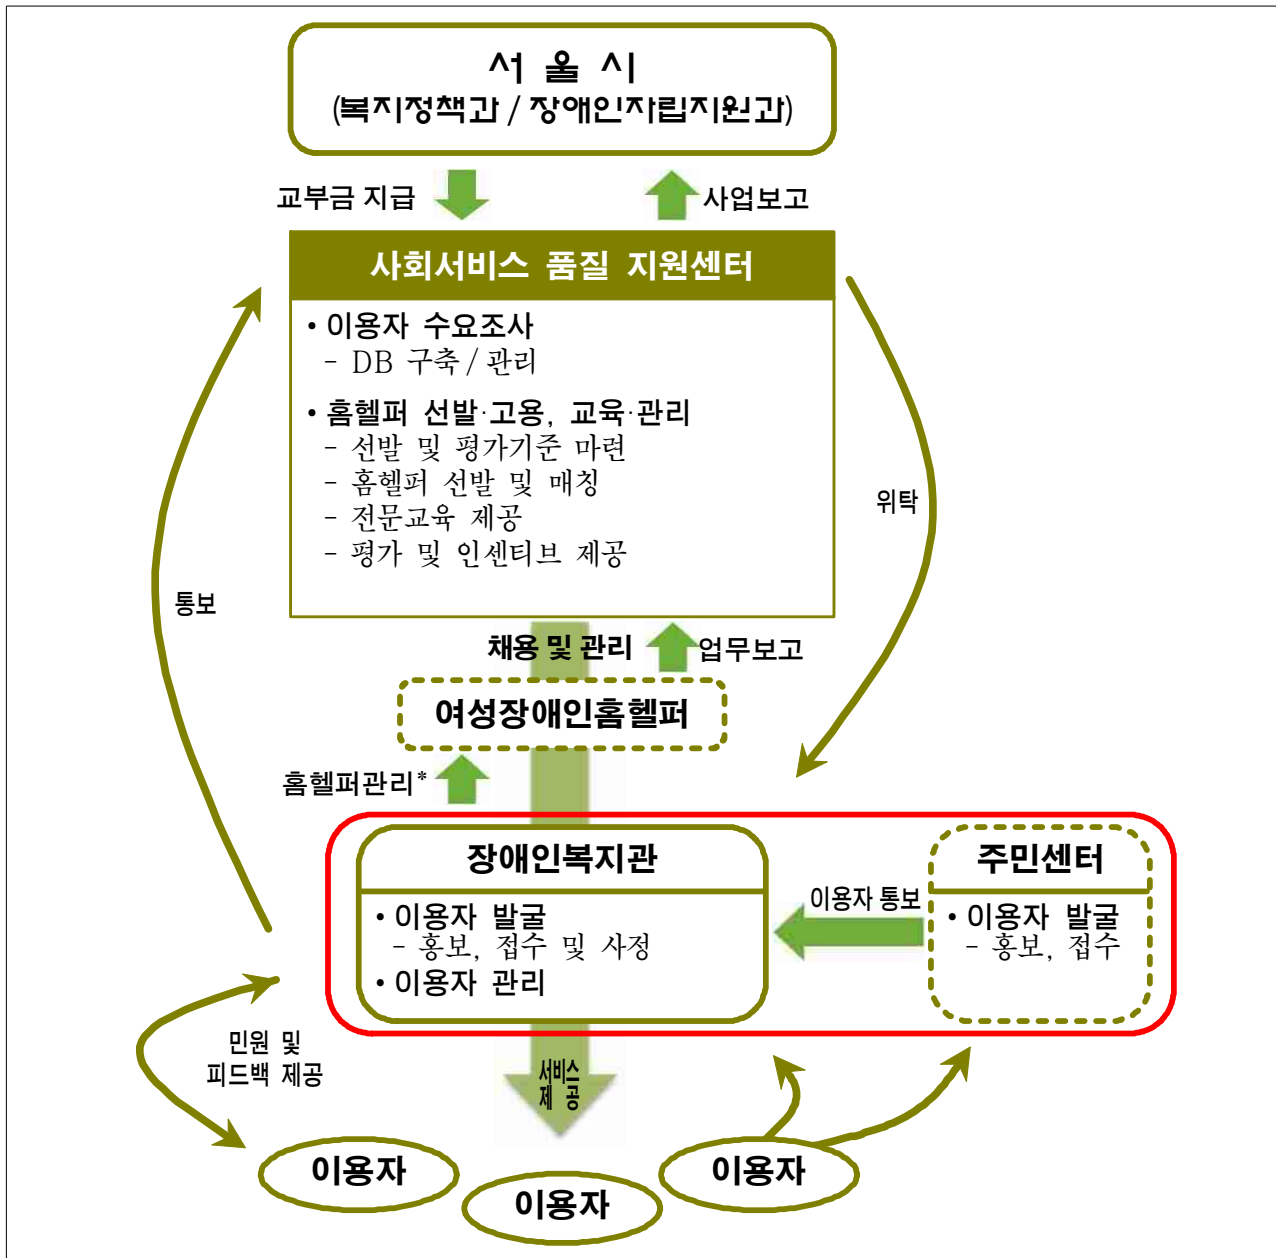 서 울 시
(복지정책과 / 장애인자립지원과)
교부금 지급
사업보고
사회서비스 품질 지원센터
• 이용자 수요조사
- DB 구축 / 관리
• 홈헬퍼 선발·고용, 교육·관리
- 선발 및 평가기준 마련
- 홈헬퍼 선발 및 매칭
- 전문교육 제공
- 평가 및 인센티브 제공
위탁
통보
채용 및 관리
업무보고
여성장애인홈헬퍼
홈헬퍼관리*
장애인복지관
• 이용자 발굴
- 홍보, 접수 및 사정
• 이용자 관리
이용자 통보
주민센터
• 이용자 발굴
- 홍보, 접수
민원 및
피드백 제공
서비스
제 공
이용자
이용자
이용자